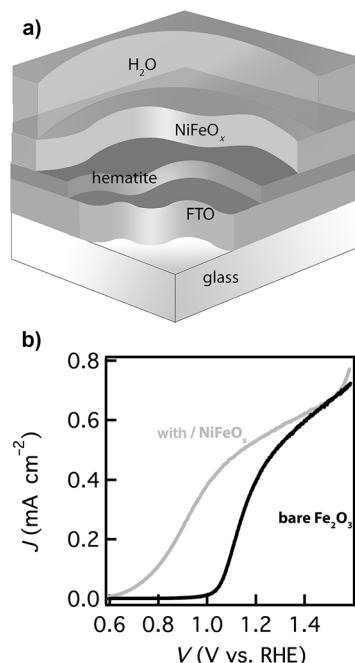 a)
H₂O
NiFeOₓ
hematite
FTO
glass
b)
0.8
0.6
0.4
0.2
0.0
J (mA cm⁻²)
with / NiFeOₓ
bare Fe₂O₃
0.6 0.8 1.0 1.2 1.4
V (V vs. RHE)